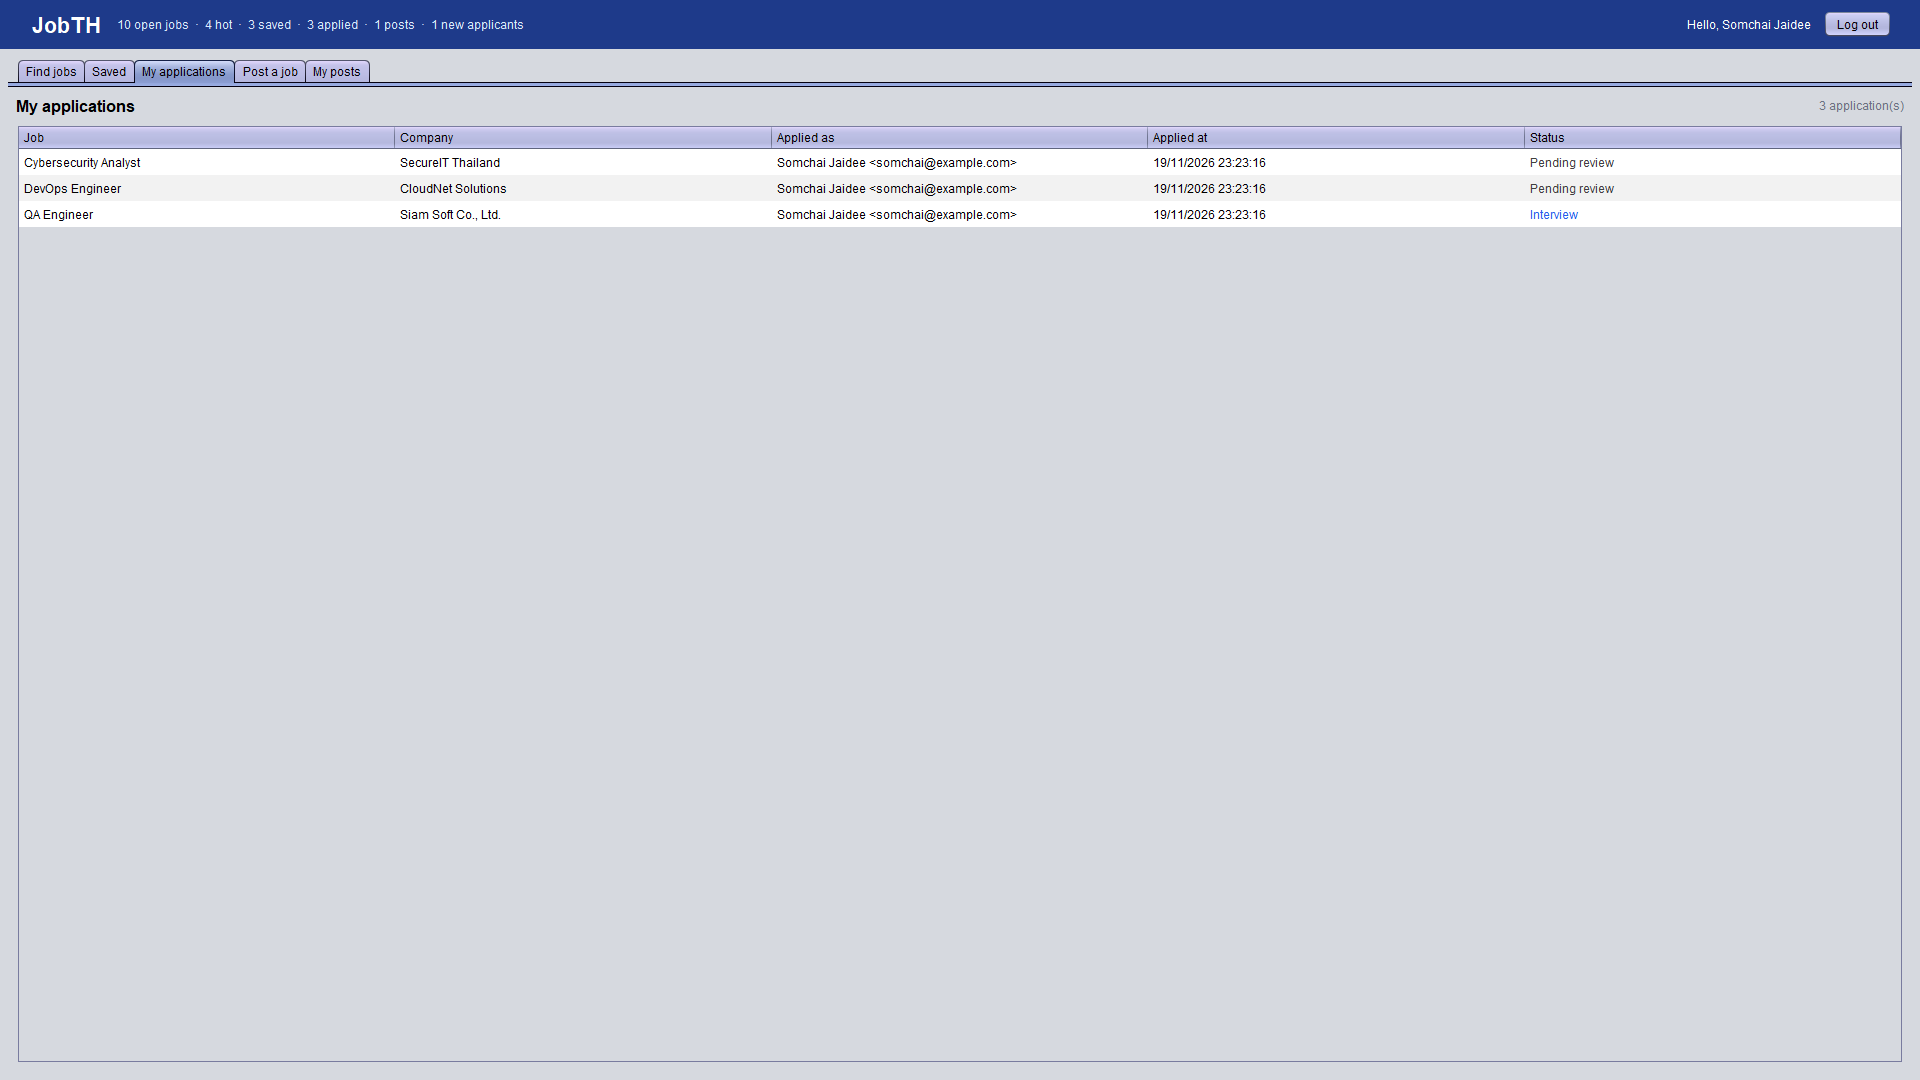 JobTH 10 open jobs · 4 hot · 3 saved · 3 applied · 1 posts · 1 new applicants Hello, Somchai Jaidee Log out
Find jobs Saved My applications Post a job My posts
My applications 3 application(s)
Job Company Applied as Applied at Status
Cybersecurity Analyst SecureIT Thailand Somchai Jaidee <somchai@example.com> 19/11/2026 23:23:16 Pending review
DevOps Engineer CloudNet Solutions Somchai Jaidee <somchai@example.com> 19/11/2026 23:23:16 Pending review
QA Engineer Siam Soft Co., Ltd. Somchai Jaidee <somchai@example.com> 19/11/2026 23:23:16 Interview